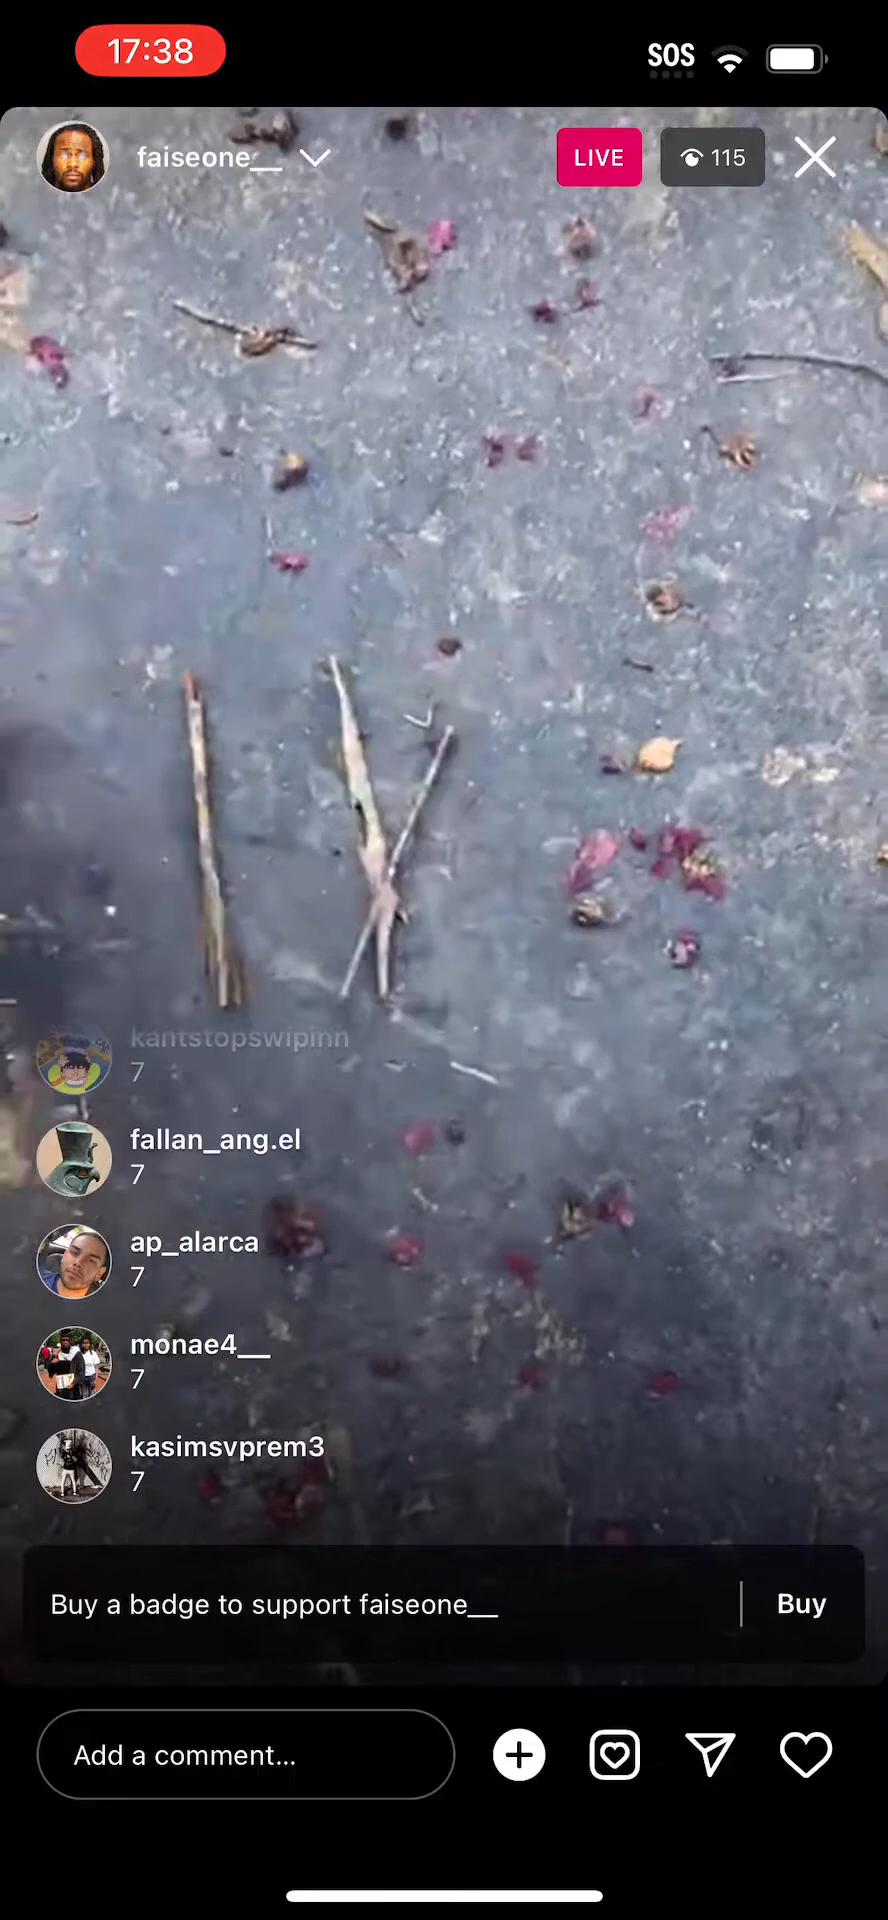 17:38
SOS
faiseone__
LIVE
115
kantstopswipinn
7
fallan_ang.el
7
ap_alarca
7
monae4__
7
kasimsvprem3
7
Buy a badge to support faiseone__
Buy
Add a comment...